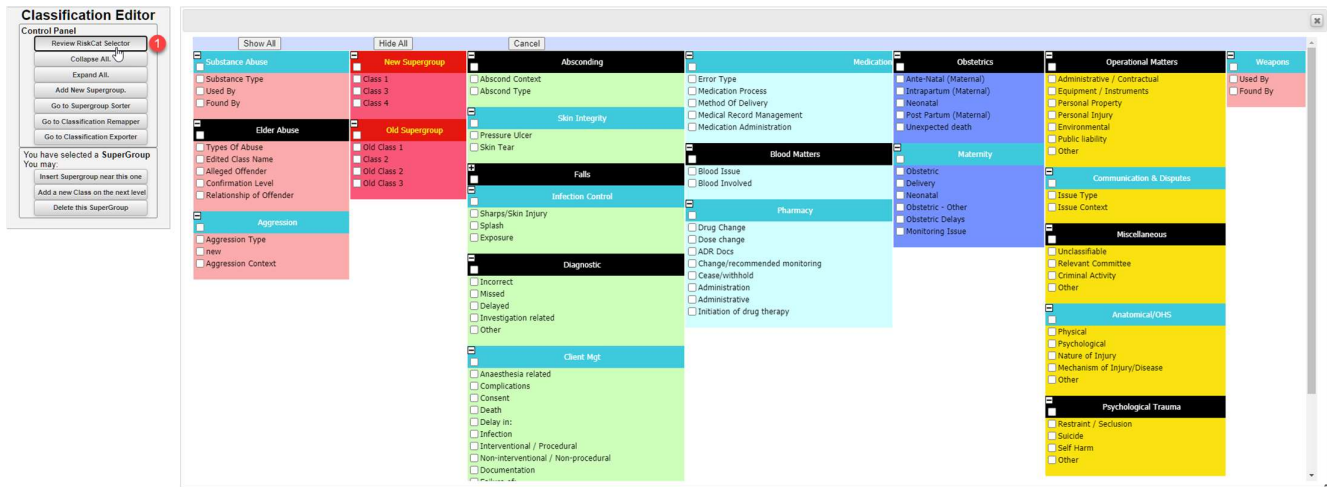 Classification Editor
Control Panel
Review RiskCat Selector
1
Collapse All.
Expand All.
Add New Supergroup.
Go to Supergroup Sorter
Go to Classification Remapper
Go to Classification Exporter
You have selected a SuperGroup
You may:
Insert Supergroup near this one
Add a new Class on the next level
Delete this SuperGroup
Show All
Hide All
Cancel
Substance Abuse
Substance Type
Used By
Found By
Elder Abuse
Types Of Abuse
Edited Class Name
Alleged Offender
Confirmation Level
Relationship of Offender
Aggression
Aggression Type
new
Aggression Context
New Supergroup
Class 1
Class 3
Class 4
Old Supergroup
Old Class 1
Class 2
Old Class 2
Old Class 3
Absconding
Abscond Context
Abscond Type
Skin Integrity
Pressure Ulcer
Skin Tear
Falls
Infection Control
Sharps/Skin Injury
Splash
Exposure
Diagnostic
Incorrect
Missed
Delayed
Investigation related
Other
Client Mgt
Anaesthesia related
Complications
Consent
Death
Delay in:
Infection
Interventional / Procedural
Non-interventional / Non-procedural
Documentation
Failure of:
Medication
Error Type
Medication Process
Method Of Delivery
Medical Record Management
Medication Administration
Blood Matters
Blood Issue
Blood Involved
Pharmacy
Drug Change
Dose change
ADR Docs
Change/recommended monitoring
Cease/withhold
Administration
Administrative
Initiation of drug therapy
Obstetrics
Ante-Natal (Maternal)
Intrapartum (Maternal)
Neonatal
Post Partum (Maternal)
Unexpected death
Maternity
Obstetric
Delivery
Neonatal
Obstetric - Other
Obstetric Delays
Monitoring Issue
Operational Matters
Administrative / Contractual
Equipment / Instruments
Personal Property
Personal Injury
Environmental
Public liability
Other
Communication & Disputes
Issue Type
Issue Context
Miscellaneous
Unclassifiable
Relevant Committee
Criminal Activity
Other
Anatomical/OHS
Physical
Psychological
Nature of Injury
Mechanism of Injury/Disease
Other
Psychological Trauma
Restraint / Seclusion
Suicide
Self Harm
Other
Weapons
Used By
Found By